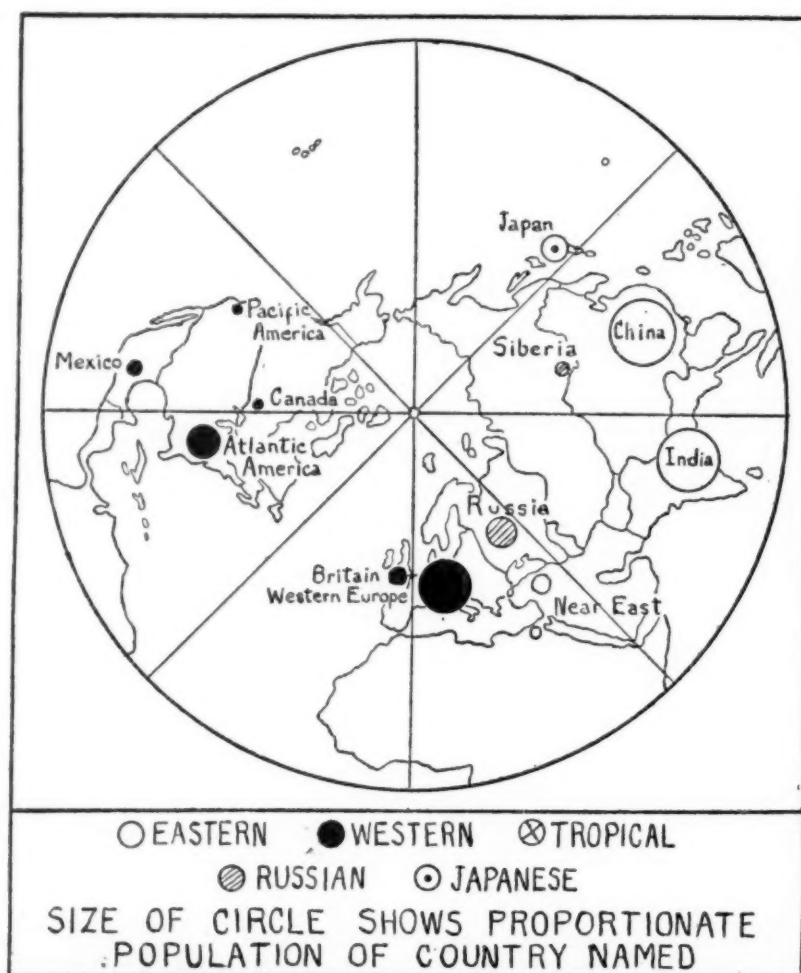 Japan
China
Siberia
Pacific
America
Mexico
Canada
Atlantic
America
India
Russia
Britain
Western Europe
Near East
EASTERN WESTERN TROPICAL
RUSSIAN JAPANESE
SIZE OF CIRCLE SHOWS PROPORTIONATE
POPULATION OF COUNTRY NAMED